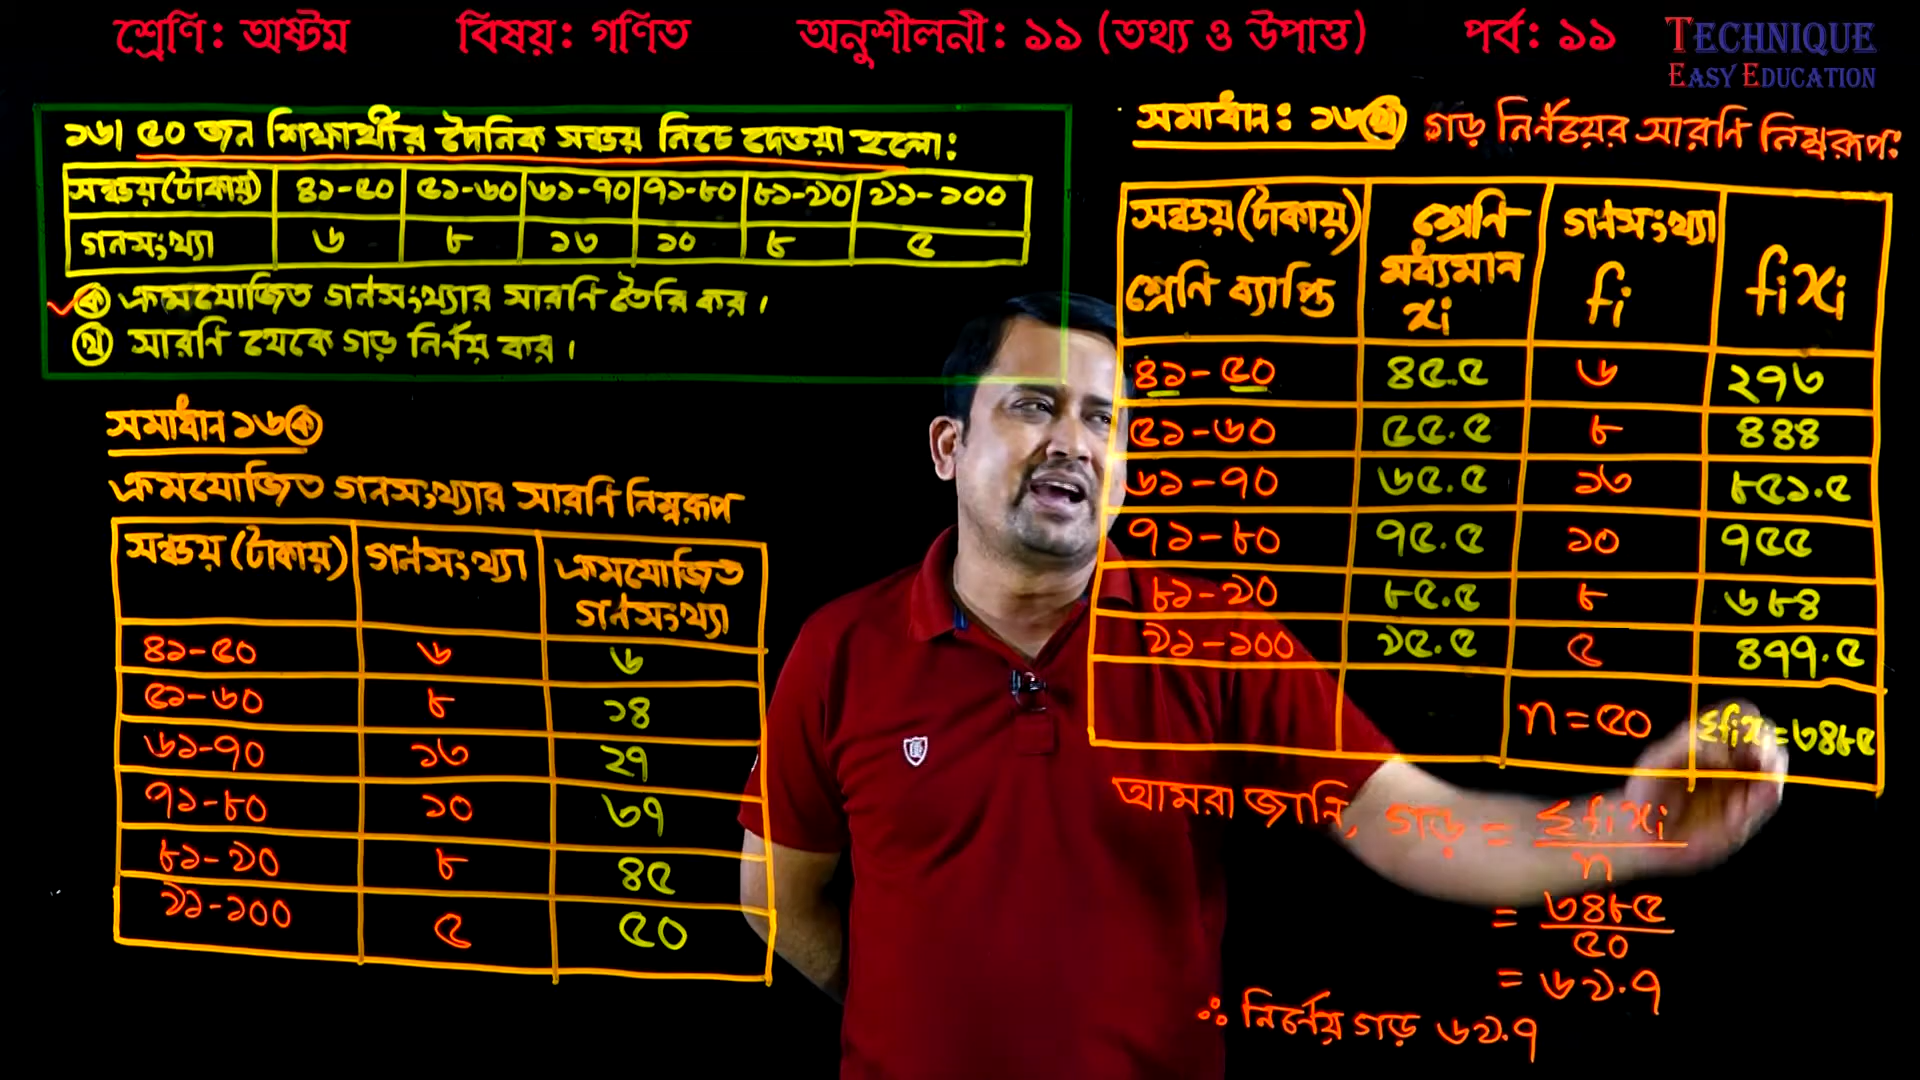 শ্রেণি: অষ্টম বিষয়: গণিত অনুশীলনী: ১১ (তথ্য ও উপাত্ত) পর্ব: ১১
TECHNIQUE
EASY EDUCATION
১৬। ৫০ জন শিক্ষার্থীর দৈনিক সঞ্চয় নিচে দেওয়া হলো:
সঞ্চয় (টাকায়) ৪১-৫০ ৫১-৬০ ৬১-৭০ ৭১-৮০ ৮১-৯০ ৯১-১০০
গনসংখ্যা ৬ ৮ ১৩ ১০ ৮ ৫
ক ক্রমযোজিত গণসংখ্যার সারণি তৈরি কর।
খ সারণি থেকে গড় নির্ণয় কর।
সমাধান ১৬ ক
ক্রমযোজিত গনসংখ্যার সারণি নিম্নরূপ
সঞ্চয় (টাকায়) গনসংখ্যা ক্রমযোজিত গণসংখ্যা
৪১-৫০ ৬ ৬
৫১-৬০ ৮ ১৪
৬১-৭০ ১৩ ২৭
৭১-৮০ ১০ ৩৭
৮১-৯০ ৮ ৪৫
৯১-১০০ ৫ ৫০
সমাধান: ১৬ খ গড় নির্ণয়ের সারণি নিম্নরূপ:
সঞ্চয় (টাকায়) শ্রেণি ব্যাপ্তি শ্রেণি মধ্যমান xi গণসংখ্যা fi fixi
৪১-৫০ ৪৫.৫ ৬ ২৭৩
৫১-৬০ ৫৫.৫ ৮ ৪৪৪
৬১-৭০ ৬৫.৫ ১৩ ৮৫১.৫
৭১-৮০ ৭৫.৫ ১০ ৭৫৫
৮১-৯০ ৮৫.৫ ৮ ৬৮৪
৯১-১০০ ৯৫.৫ ৫ ৪৭৭.৫
n=৫০ Σfixi=৩৪৮৫
আমরা জানি, গড় = Σfixi / n
= ৩৪৮৫ / ৫০
= ৬৯.৭
∴ নির্ণেয় গড় ৬৯.৭